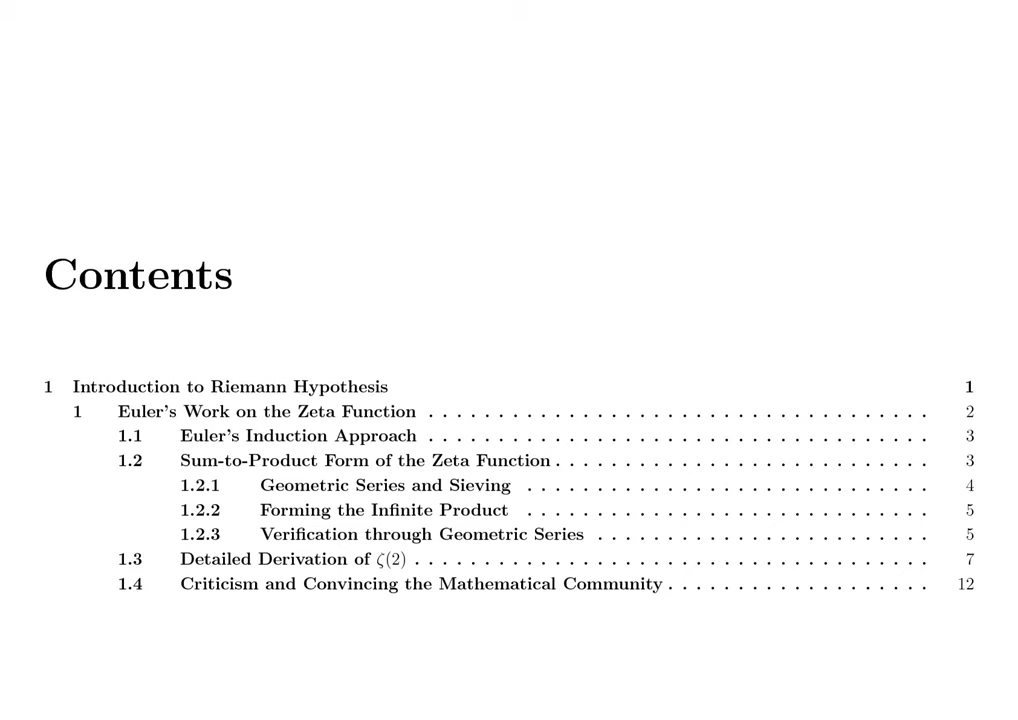 Contents
1 Introduction to Riemann Hypothesis 1
1 Euler's Work on the Zeta Function . . . . . . . . . . . . . . . . . . . . . . . . . . . . . . . . . . . . 2
1.1 Euler's Induction Approach . . . . . . . . . . . . . . . . . . . . . . . . . . . . . . . . . . . . 3
1.2 Sum-to-Product Form of the Zeta Function . . . . . . . . . . . . . . . . . . . . . . . . . . . 3
1.2.1 Geometric Series and Sieving . . . . . . . . . . . . . . . . . . . . . . . . . . . . . 4
1.2.2 Forming the Infinite Product . . . . . . . . . . . . . . . . . . . . . . . . . . . . . 5
1.2.3 Verification through Geometric Series . . . . . . . . . . . . . . . . . . . . . . . . 5
1.3 Detailed Derivation of ζ(2) . . . . . . . . . . . . . . . . . . . . . . . . . . . . . . . . . . . . . 7
1.4 Criticism and Convincing the Mathematical Community . . . . . . . . . . . . . . . . . . . 12